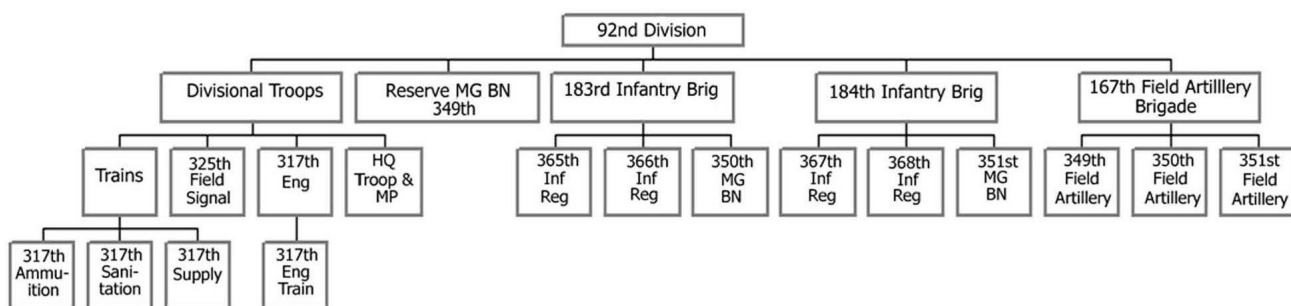 92nd Division
Divisional Troops
Reserve MG BN
349th
183rd Infantry Brig
184th Infantry Brig
167th Field Artilllery
Brigade
Trains
325th
Field
Signal
317th
Eng
HQ
Troop &
MP
365th
Inf
Reg
366th
Inf
Reg
350th
MG
BN
367th
Inf
Reg
368th
Inf
Reg
351st
MG
BN
349th
Field
Artillery
350th
Field
Artillery
351st
Field
Artillery
317th
Ammu-
ition
317th
Sani-
tation
317th
Supply
317th
Eng
Train